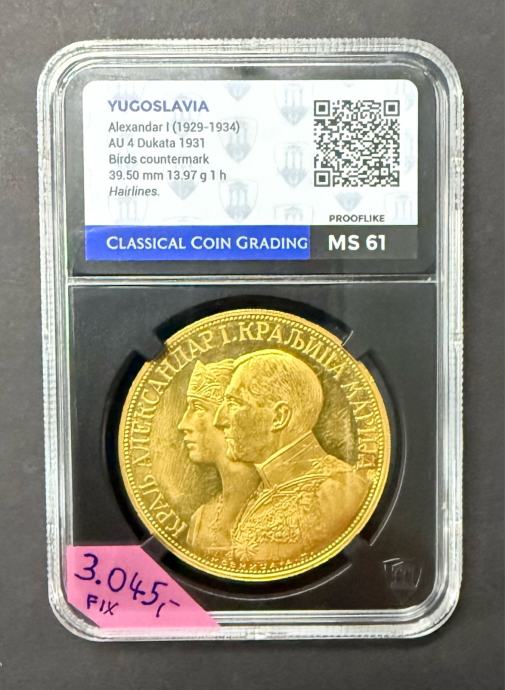 YUGOSLAVIA
Alexandar I (1929-1934)
AU 4 Dukata 1931
Birds countermark
39.50 mm 13.97 g 1 h
Hairlines.
PROOFLIKE
CLASSICAL COIN GRADING MS 61
КРАЉ АЛЕКСАНДАР I. КРАЉИЦА МАРИЈА
3.045,-
FIX